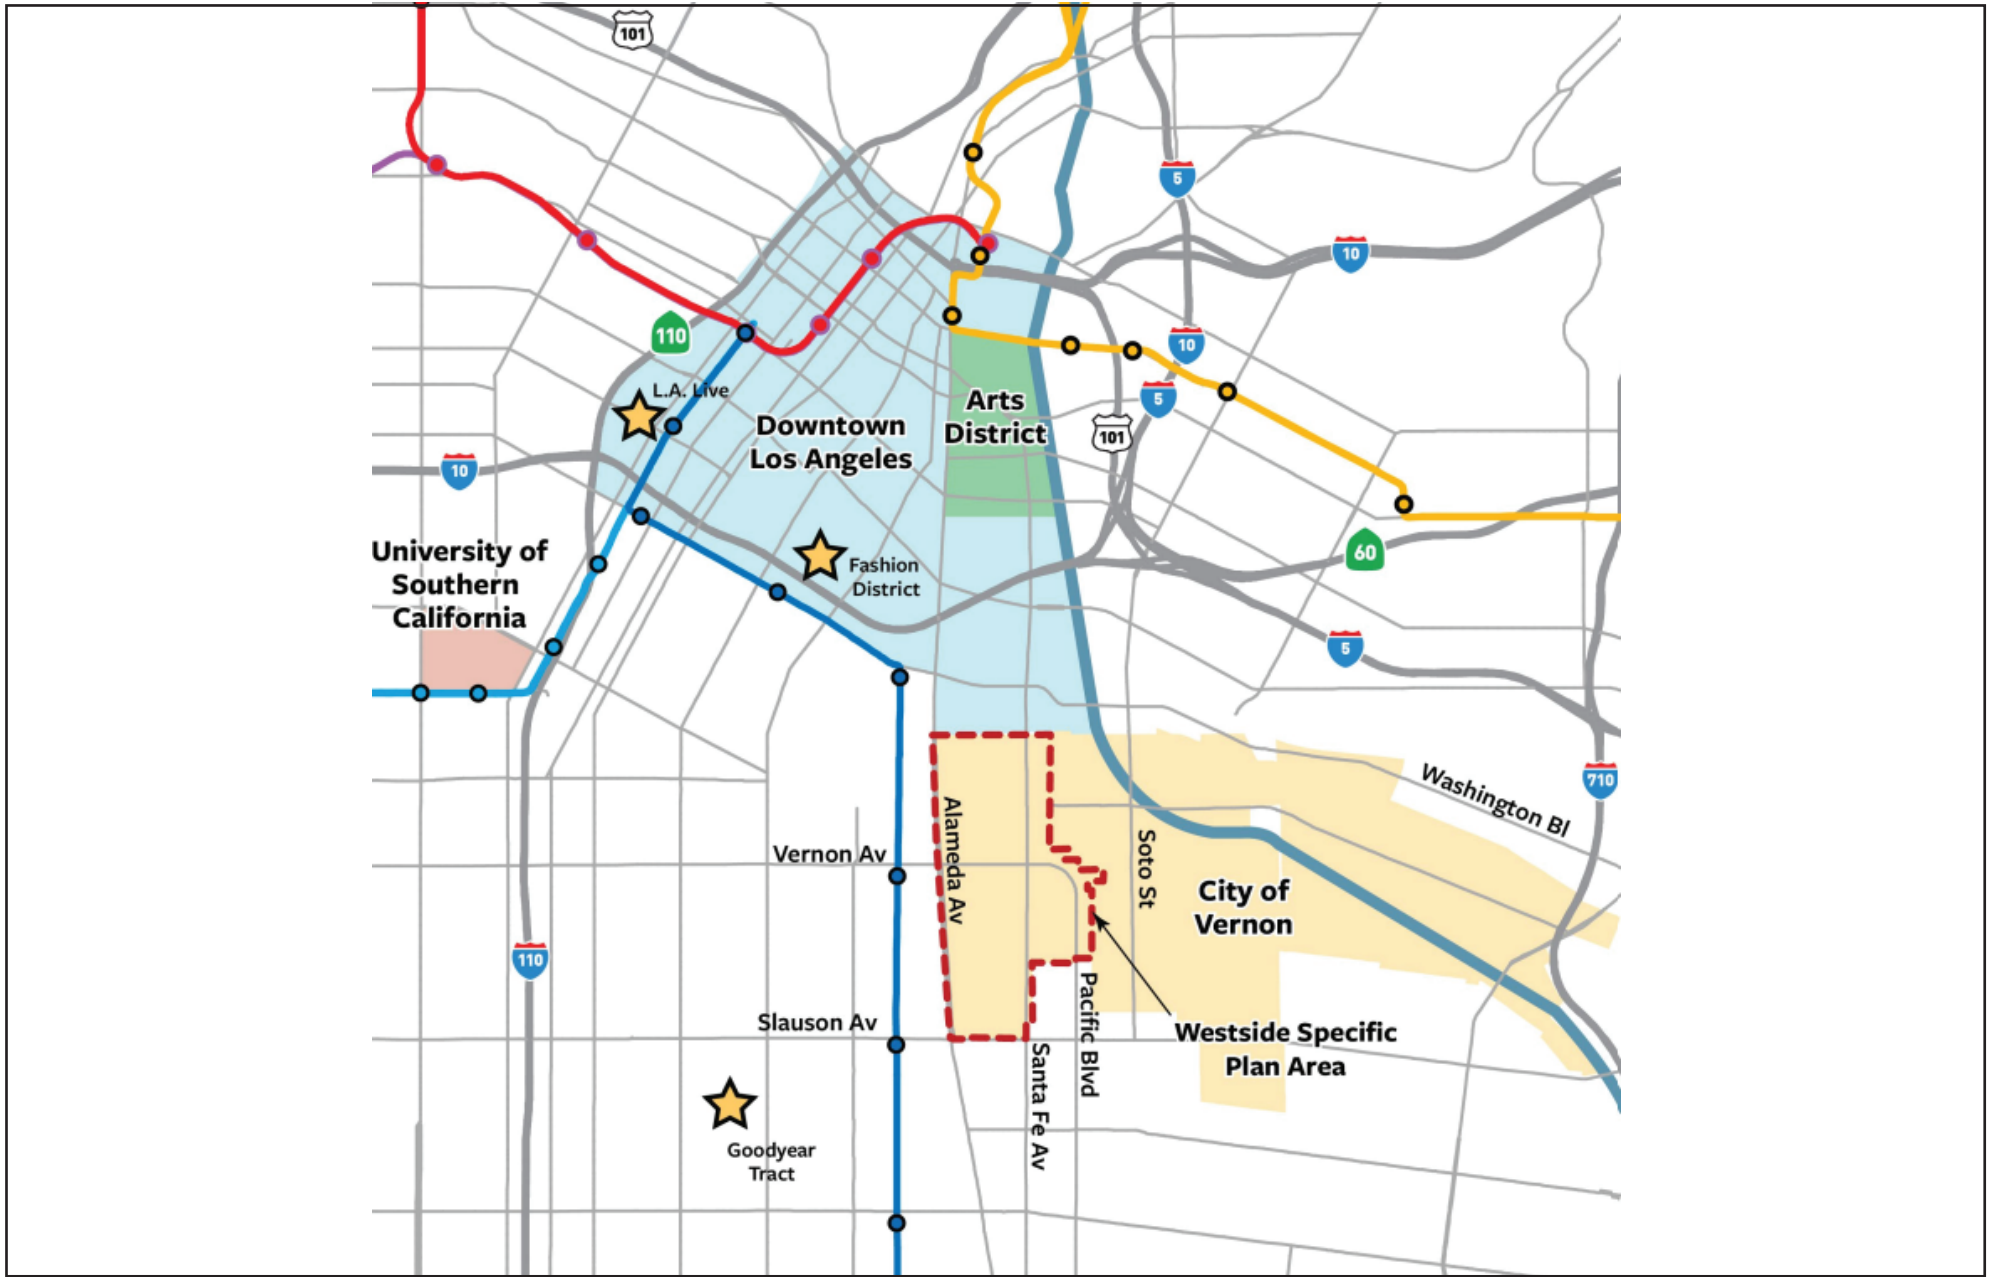 101
5
10
110
10
L.A. Live
5
Arts
District
Downtown
Los Angeles
101
10
University of
Southern
California
Fashion
District
60
5
Washington Bl
710
Alameda Av
Vernon Av
Soto St
City of
Vernon
110
Pacific Blvd
Slauson Av
Westside Specific
Plan Area
Santa Fe Av
Goodyear
Tract